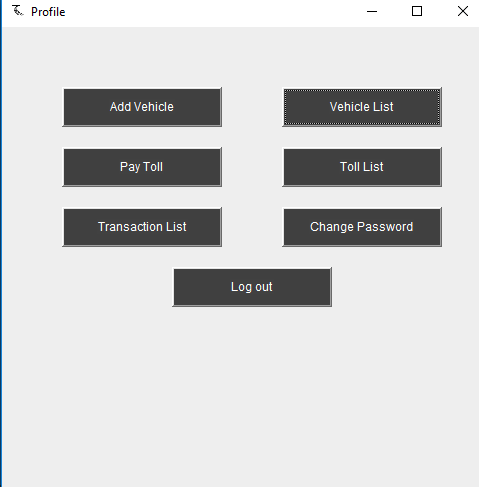 Profile
Add Vehicle
Vehicle List
Pay Toll
Toll List
Transaction List
Change Password
Log out